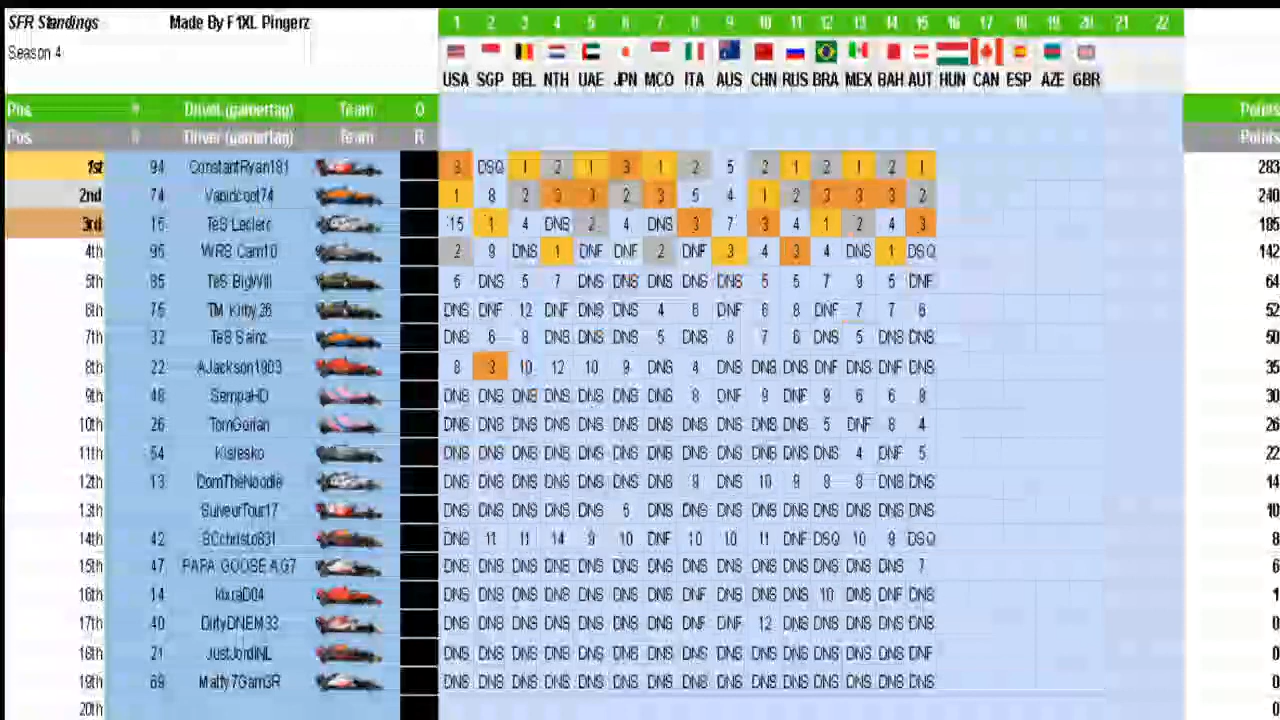 SFR Standings Made By F1XL Pingerz 1 2 3 4 5 6 7 8 9 10 11 12 13 14 15 16 17 18 19 20 21 22
Season 4
USA SGP BEL NTH UAE JPN MCO ITA AUS CHN RUS BRA MEX BAH AUT HUN CAN ESP AZE GBR
Pos. # Driver (gamertag) Team O Points
Pos. # Driver (gamertag) Team R Points
1st 94 ConstantRyan181 3 DSQ 1 2 1 3 1 2 5 2 1 2 1 2 1 283
2nd 74 1 8 2 3 3 2 3 5 4 1 2 3 3 3 2 240
3rd TeS Leclerc 15 1 4 DNS 2 4 DNS 3 7 3 4 1 2 4 3 185
4th WRS Cam10 2 9 DNS 1 DNF DNF 2 DNF 3 4 3 4 DNS 1 DSQ 142
5th 85 TeS BigWill 6 DNS 5 7 DNS DNS DNS DNS DNS 5 5 7 9 5 DNF 64
6th DNS DNF 12 DNF DNS DNS 4 DNF 8 DNF 7 7 52
7th 32 TeS Sainz DNS 6 8 DNS DNS DNS 5 DNS 8 7 6 DNS 5 DNS DNS 50
8th 22 AJackson1903 8 3 10 12 10 9 DNS 4 DNS DNS DNS DNF DNS DNF DNS 35
9th DNS DNS DNS DNS DNS DNS DNS 8 DNF 9 DNF 9 6 6 30
10th 26 DNS DNS DNS DNS DNS DNS DNS DNS DNS DNS DNS 5 DNF 8 4 26
11th 54 DNS DNS DNS DNS DNS DNS DNS DNS DNS DNS DNS DNS 4 DNF 5 22
12th 13 DomTheNoodle DNS DNS DNS DNS DNS DNS DNS 9 DNS 10 9 8 8 DNS DNS 14
13th SuiveurTour17 DNS DNS DNS DNS DNS 6 DNS DNS DNS DNS DNS DNS DNS DNS DNS 10
14th 42 DNS 11 11 14 9 10 DNF 10 10 11 DNF DSQ 10 9 DSQ 8
15th 47 PAPA GOOSE AG7 DNS DNS DNS DNS DNS DNS DNS DNS DNS DNS DNS DNS DNS DNS 7 6
16th 14 DNS DNS DNS DNS DNS DNS DNS DNF DNS DNS DNS 10 DNS DNF DNS 1
17th 40 DirtyDNEM33 DNS DNS DNS DNS DNS DNS DNS DNF DNF 12 DNS DNS DNS DNS DNS 0
18th 21 JustJordiNL DNS DNS DNS DNS DNS DNS DNS DNS DNS DNS DNS DNS DNS DNS DNF 0
19th 69 Matty7Gam3R DNS DNS DNS DNS DNS DNS DNS DNS DNS DNS DNS DNS DNS DNS DNS 0
20th 0